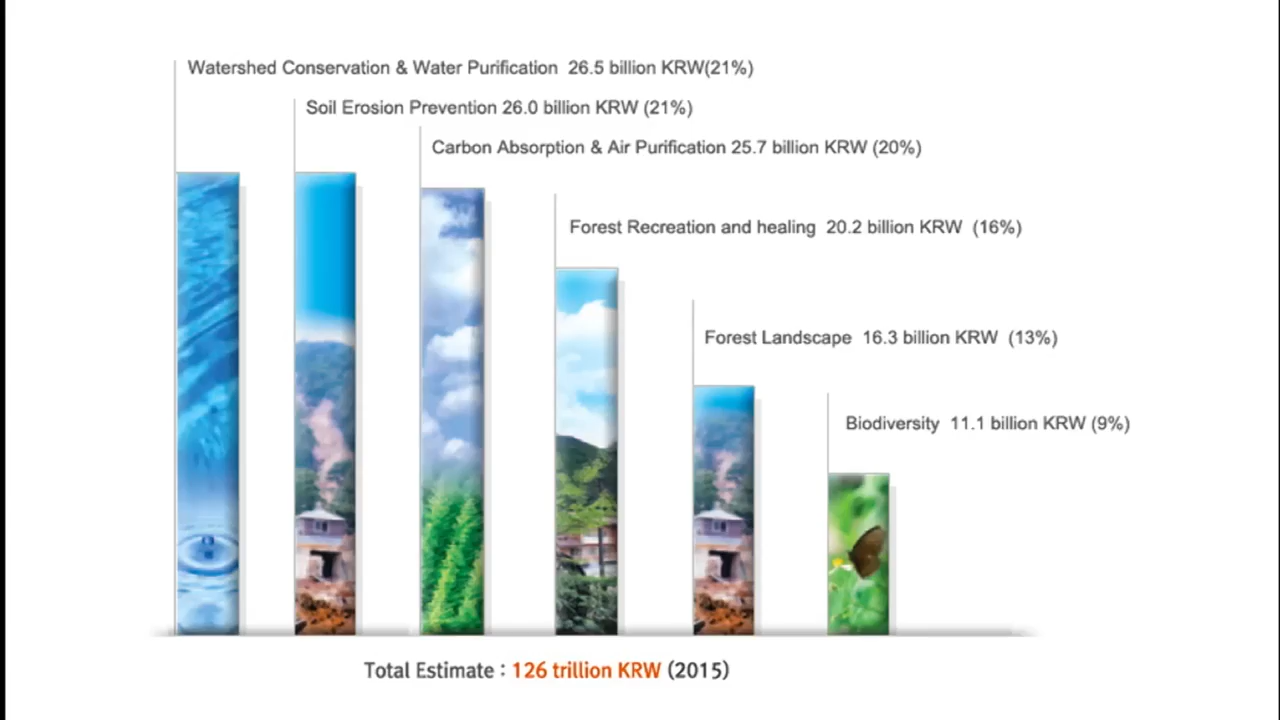 Watershed Conservation & Water Purification 26.5 billion KRW(21%)
Soil Erosion Prevention 26.0 billion KRW (21%)
Carbon Absorption & Air Purification 25.7 billion KRW (20%)
Forest Recreation and healing 20.2 billion KRW (16%)
Forest Landscape 16.3 billion KRW (13%)
Biodiversity 11.1 billion KRW (9%)
Total Estimate : 126 trillion KRW (2015)